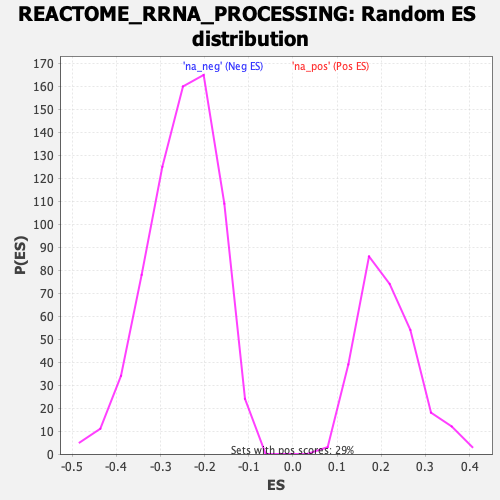 REACTOME_RRNA_PROCESSING: Random ES
distribution
'na_neg' (Neg ES)
'na_pos' (Pos ES)
170
160
150
140
130
120
110
100
90
80
70
60
50
40
30
20
10
0
P(ES)
Sets with pos scores: 29%
-0.5 -0.4 -0.3 -0.2 -0.1 0.0 0.1 0.2 0.3 0.4
ES